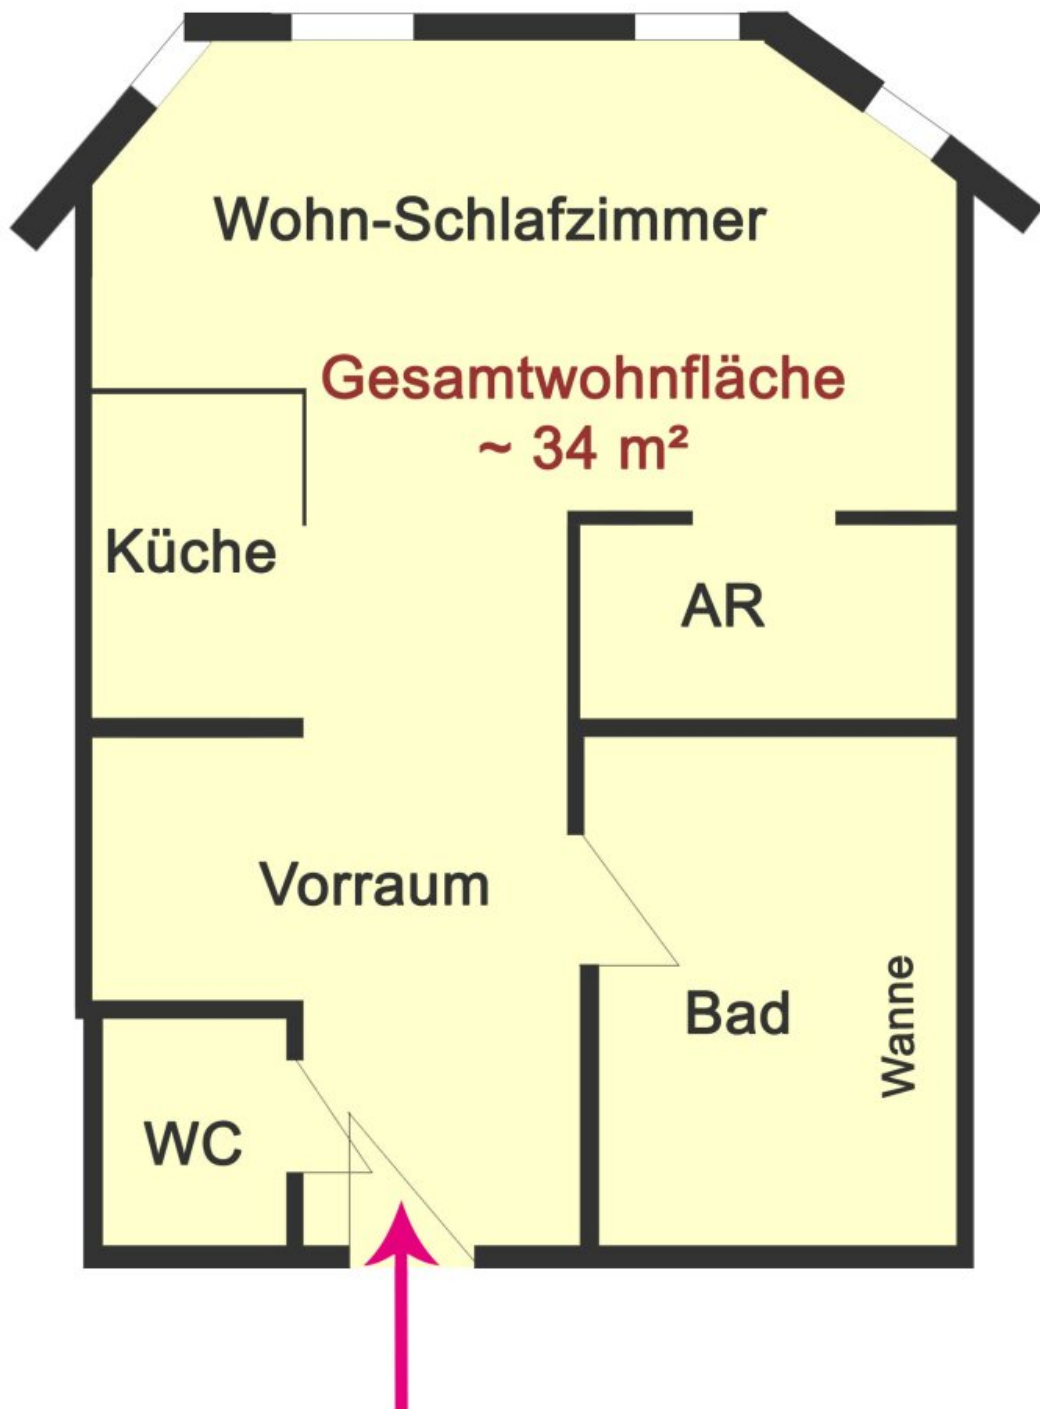 Wohn-Schlafzimmer
Gesamtwohnfläche
~ 34 m²
Küche
AR
Vorraum
Bad
Wanne
WC